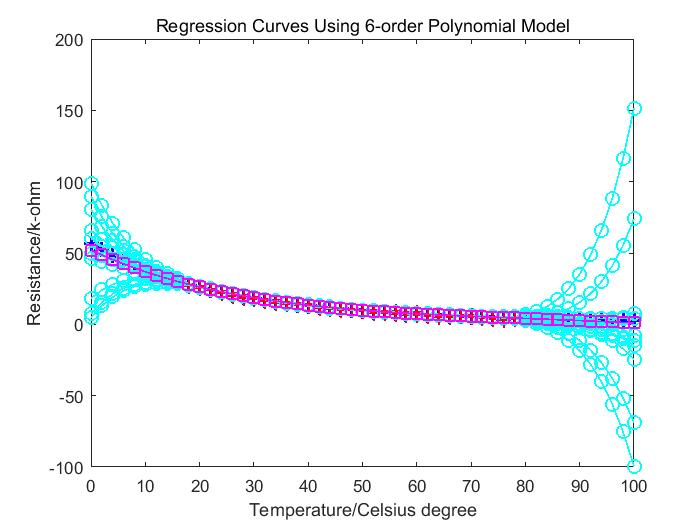 Regression Curves Using 6-order Polynomial Model
200
150
100
50
0
-50
-100
Resistance/k-ohm
0 10 20 30 40 50 60 70 80 90 100
Temperature/Celsius degree